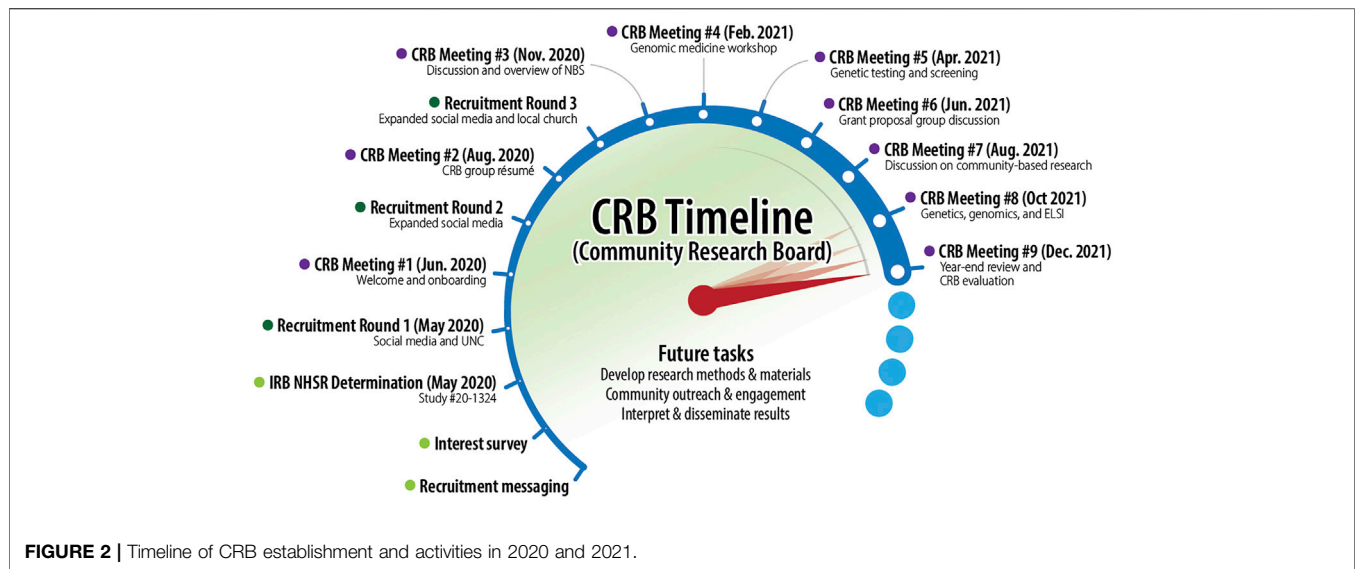 CRB Meeting #4 (Feb. 2021)
Genomic medicine workshop
CRB Meeting #3 (Nov. 2020)
Discussion and overview of NBS
CRB Meeting #5 (Apr. 2021)
Genetic testing and screening
Recruitment Round 3
Expanded social media and local church
CRB Meeting #6 (Jun. 2021)
Grant proposal group discussion
CRB Meeting #2 (Aug. 2020)
CRB group résumé
CRB Meeting #7 (Aug. 2021)
Discussion on community-based research
Recruitment Round 2
Expanded social media
CRB Meeting #8 (Oct 2021)
Genetics, genomics, and ELSI
CRB Meeting #1 (Jun. 2020)
Welcome and onboarding
CRB Meeting #9 (Dec. 2021)
Year-end review and
CRB evaluation
CRB Timeline
(Community Research Board)
Recruitment Round 1 (May 2020)
Social media and UNC
IRB NHSR Determination (May 2020)
Study #20-1324
Interest survey
Recruitment messaging
Future tasks
Develop research methods & materials
Community outreach & engagement
Interpret & disseminate results
FIGURE 2 | Timeline of CRB establishment and activities in 2020 and 2021.